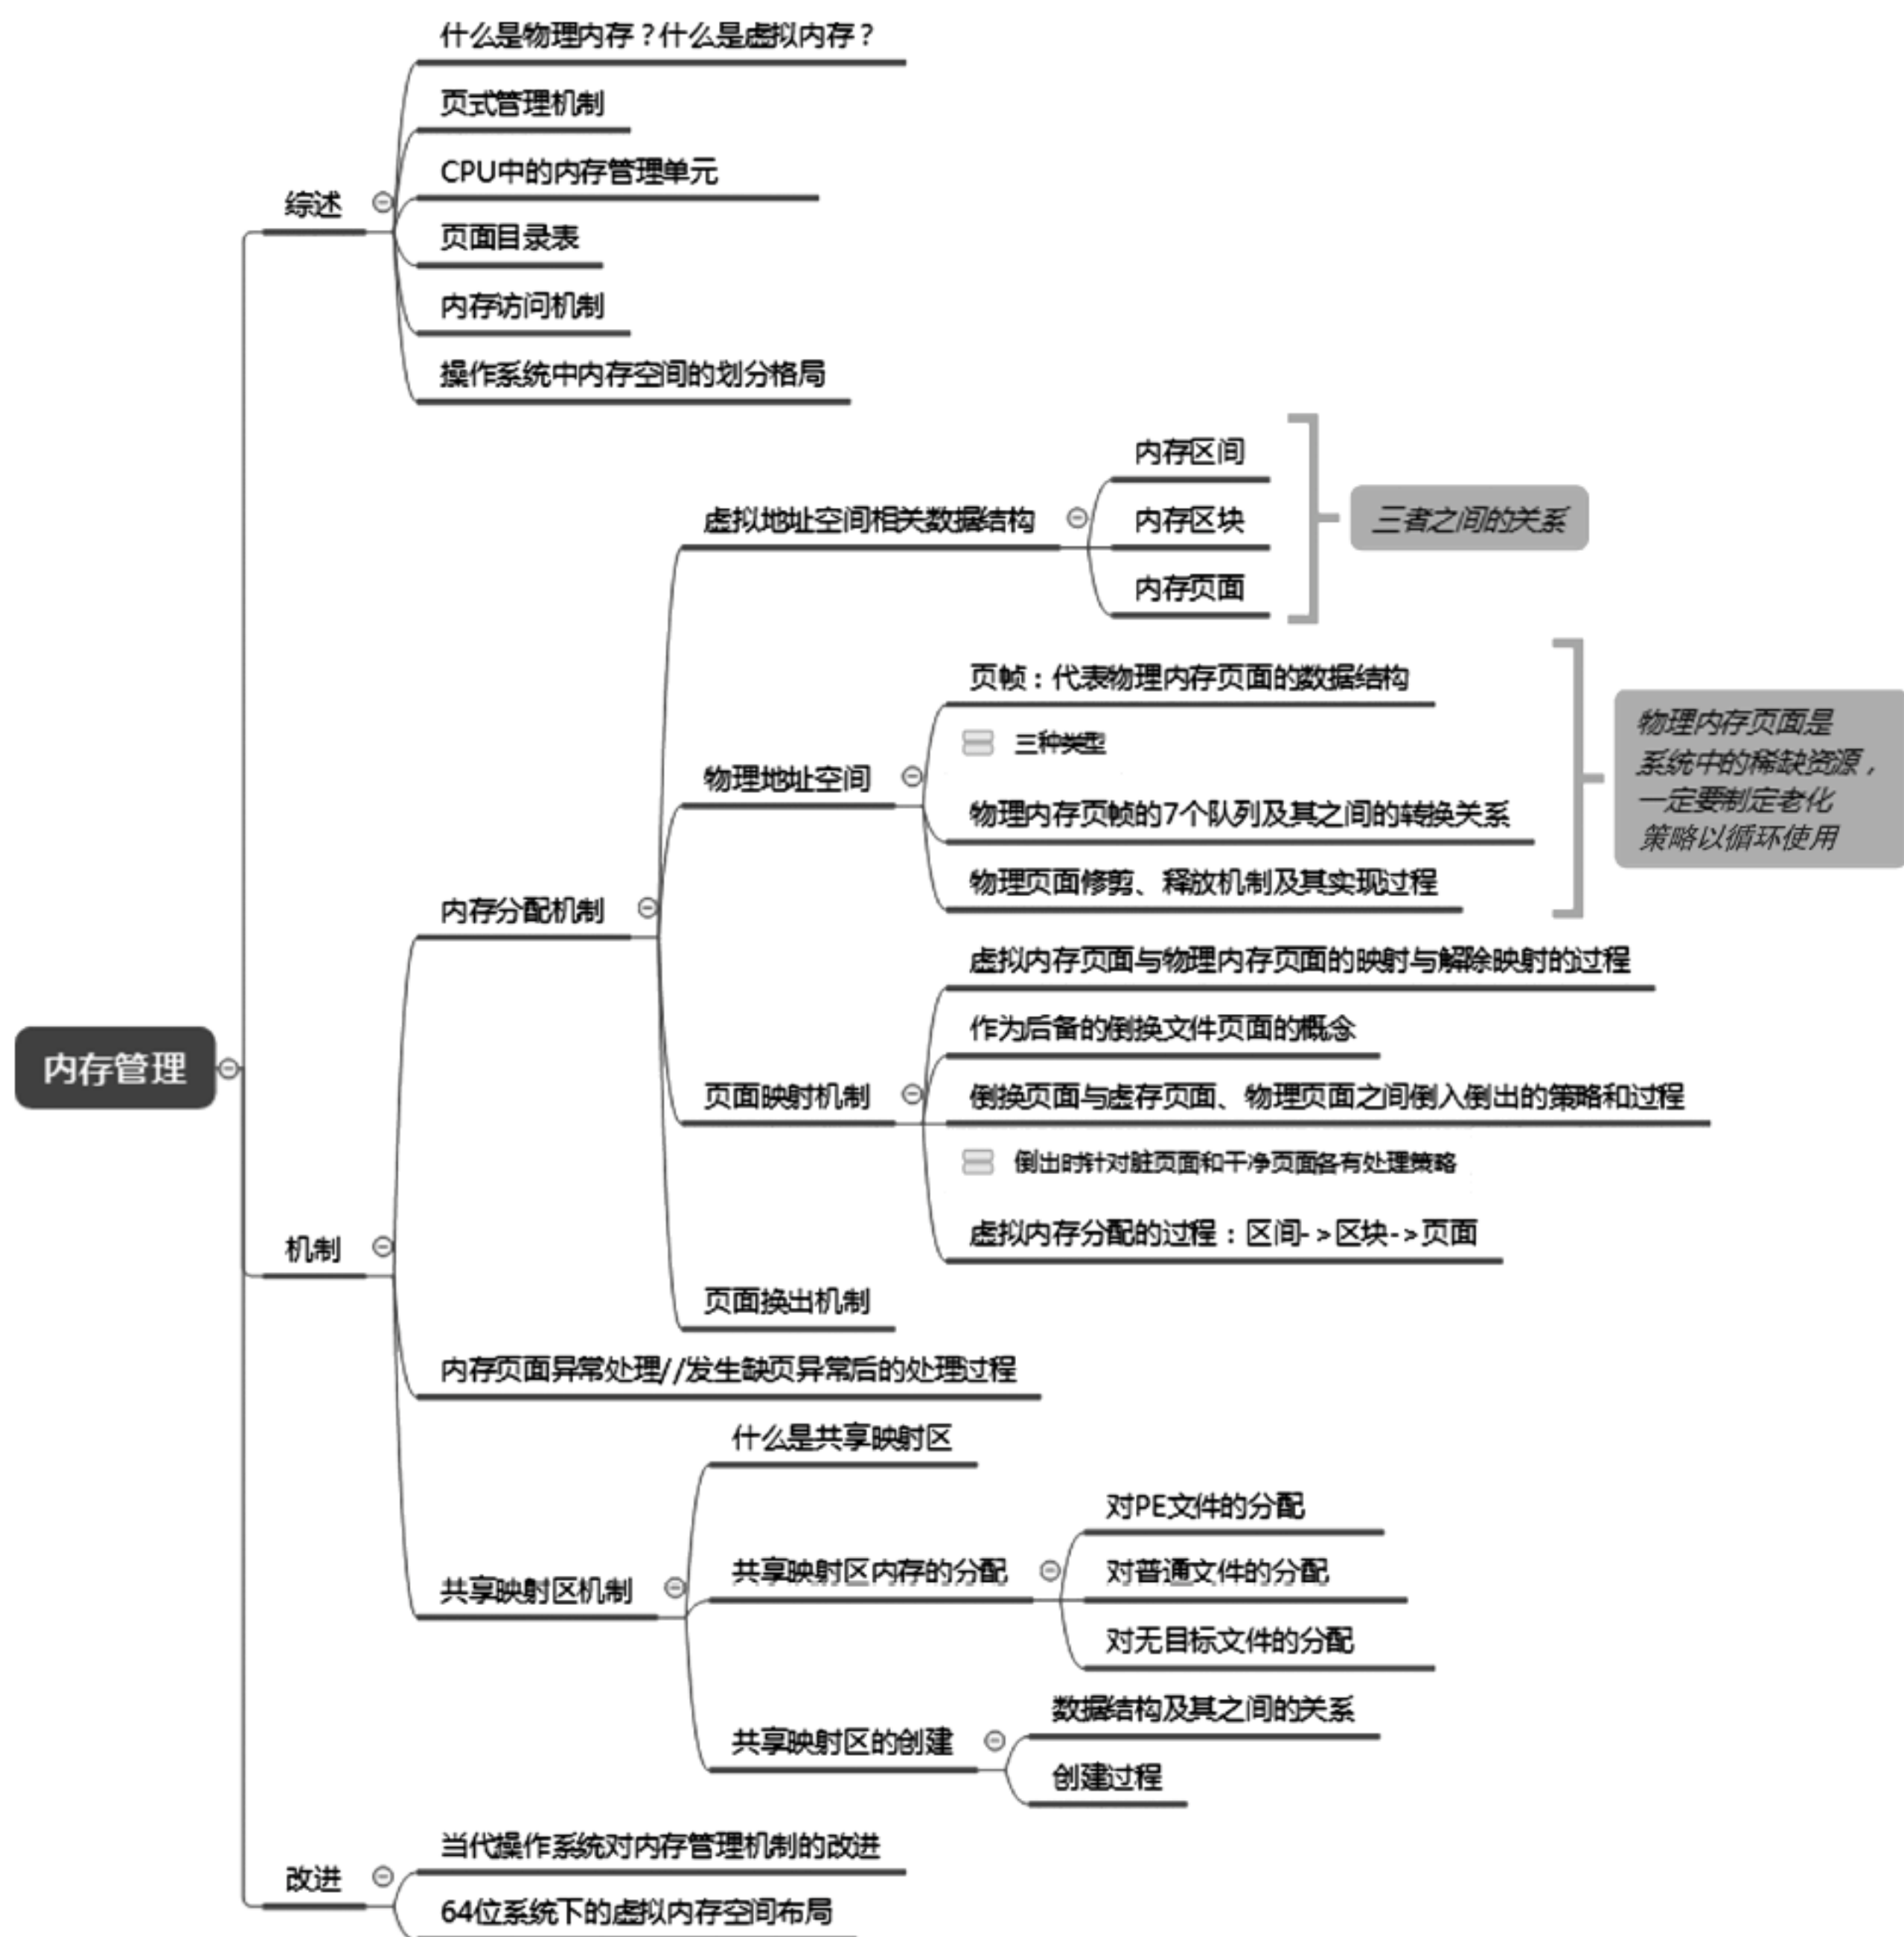 什么是物理内存？什么是虚拟内存？
页式管理机制
CPU中的内存管理单元
综述
页面目录表
内存访问机制
操作系统中内存空间的划分格局
内存区间
虚拟地址空间相关数据结构
内存区块
三者之间的关系
内存页面
页帧：代表物理内存页面的数据结构
三种类型
物理地址空间
物理内存页帧的7个队列及其之间的转换关系
物理页面修剪、释放机制及其实现过程
物理内存页面是
系统中的稀缺资源，
一定要制定老化
策略以循环使用
内存分配机制
虚拟内存页面与物理内存页面的映射与解除映射的过程
作为后备的倒换文件页面的概念
内存管理
页面映射机制
倒换页面与虚存页面、物理页面之间倒入倒出的策略和过程
倒出时针对脏页面和干净页面各有处理策略
虚拟内存分配的过程：区间->区块->页面
机制
页面换出机制
内存页面异常处理//发生缺页异常后的处理过程
什么是共享映射区
对PE文件的分配
共享映射区内存的分配
对普通文件的分配
共享映射区机制
对无目标文件的分配
数据结构及其之间的关系
共享映射区的创建
创建过程
当代操作系统对内存管理机制的改进
改进
64位系统下的虚拟内存空间布局